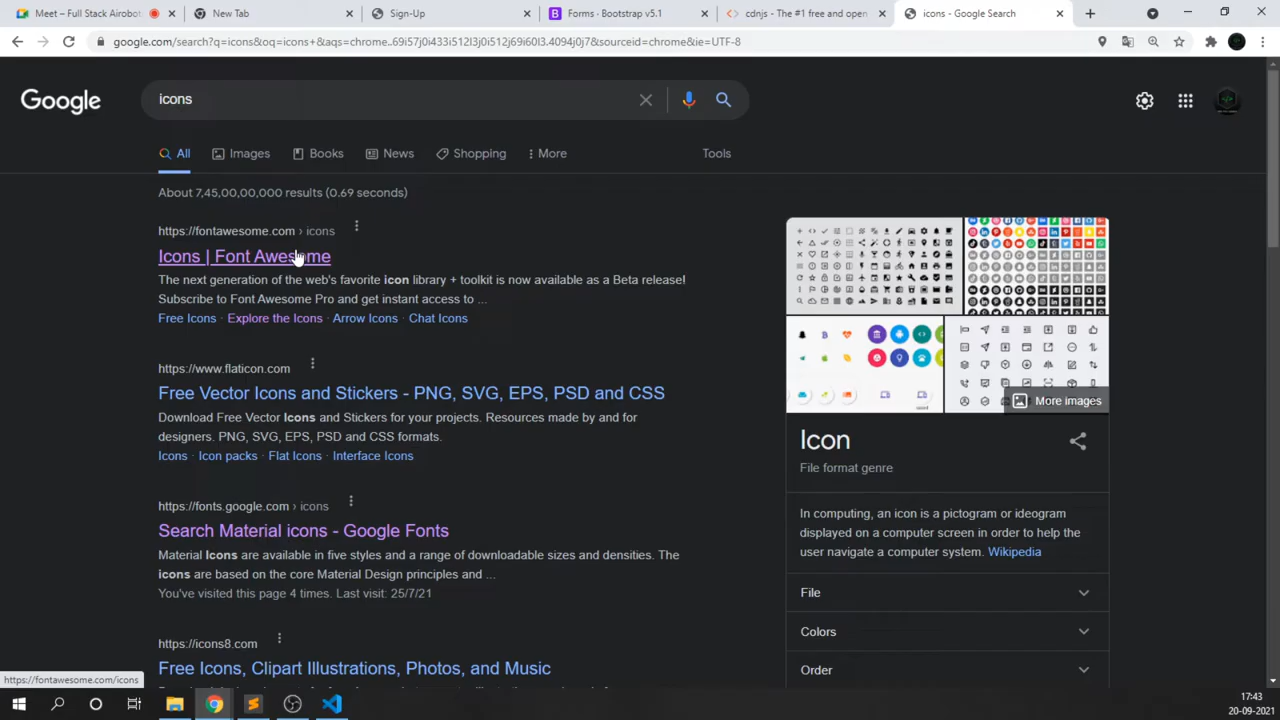 Meet – Full Stack Airobot
New Tab
Sign-Up
Forms · Bootstrap v5.1
cdnjs - The #1 free and open
icons - Google Search
google.com/search?q=icons&oq=icons+&aqs=chrome..69i57j0i433i512l3j0i512j69i60l3.4094j0j7&sourceid=chrome&ie=UTF-8
Google
icons
All
Images
Books
News
Shopping
More
Tools
About 7,45,00,00,000 results (0.69 seconds)
https://fontawesome.com › icons
Icons | Font Awesome
The next generation of the web's favorite icon library + toolkit is now available as a Beta release!
Subscribe to Font Awesome Pro and get instant access to ...
Free Icons · Explore the Icons · Arrow Icons · Chat Icons
https://www.flaticon.com
Free Vector Icons and Stickers - PNG, SVG, EPS, PSD and CSS
Download Free Vector Icons and Stickers for your projects. Resources made by and for
designers. PNG, SVG, EPS, PSD and CSS formats.
Icons · Icon packs · Flat Icons · Interface Icons
https://fonts.google.com › icons
Search Material icons - Google Fonts
Material Icons are available in five styles and a range of downloadable sizes and densities. The
icons are based on the core Material Design principles and ...
You've visited this page 4 times. Last visit: 25/7/21
https://icons8.com
Free Icons, Clipart Illustrations, Photos, and Music
More images
Icon
File format genre
In computing, an icon is a pictogram or ideogram
displayed on a computer screen in order to help the
user navigate a computer system. Wikipedia
File
Colors
Order
https://fontawesome.com/icons
17:43
20-09-2021